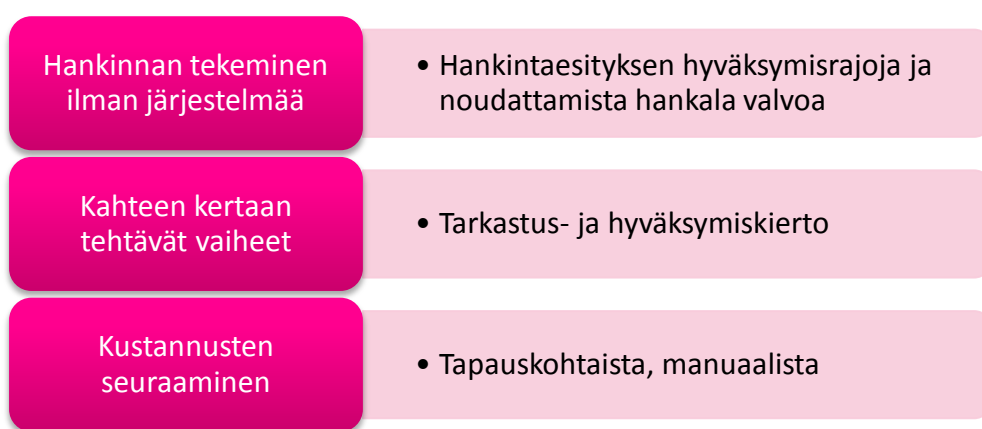 Hankinnan tekeminen
ilman järjestelmää
• Hankintaesityksen hyväksymisrajoja ja
noudattamista hankala valvoa
Kahteen kertaan
tehtävät vaiheet
• Tarkastus- ja hyväksymiskierto
Kustannusten
seuraaminen
• Tapauskohtaista, manuaalista